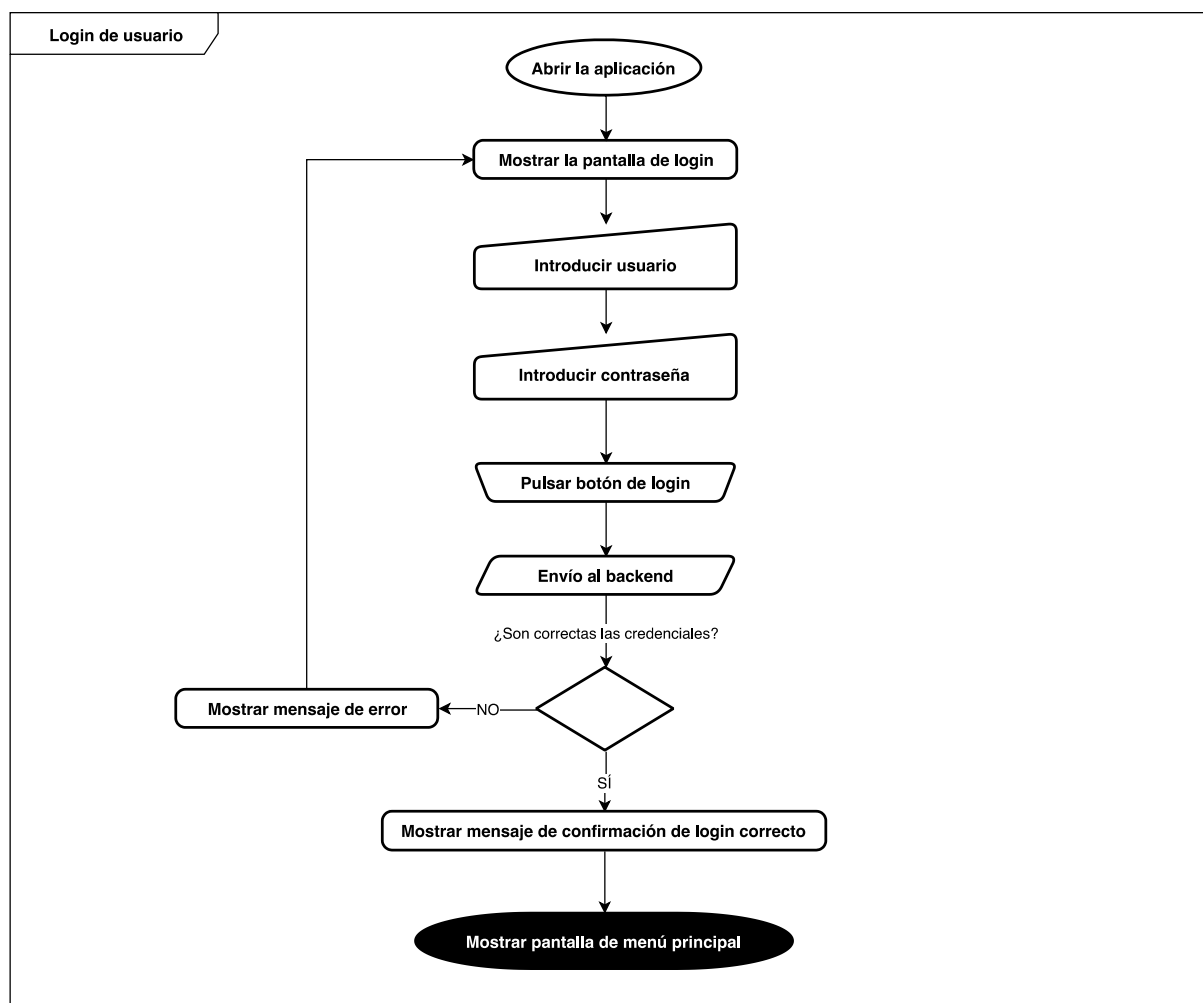 Login de usuario
Abrir la aplicación
Mostrar la pantalla de login
Introducir usuario
Introducir contraseña
Pulsar botón de login
Envío al backend
¿Son correctas las credenciales?
Mostrar mensaje de error
NO
SÍ
Mostrar mensaje de confirmación de login correcto
Mostrar pantalla de menú principal